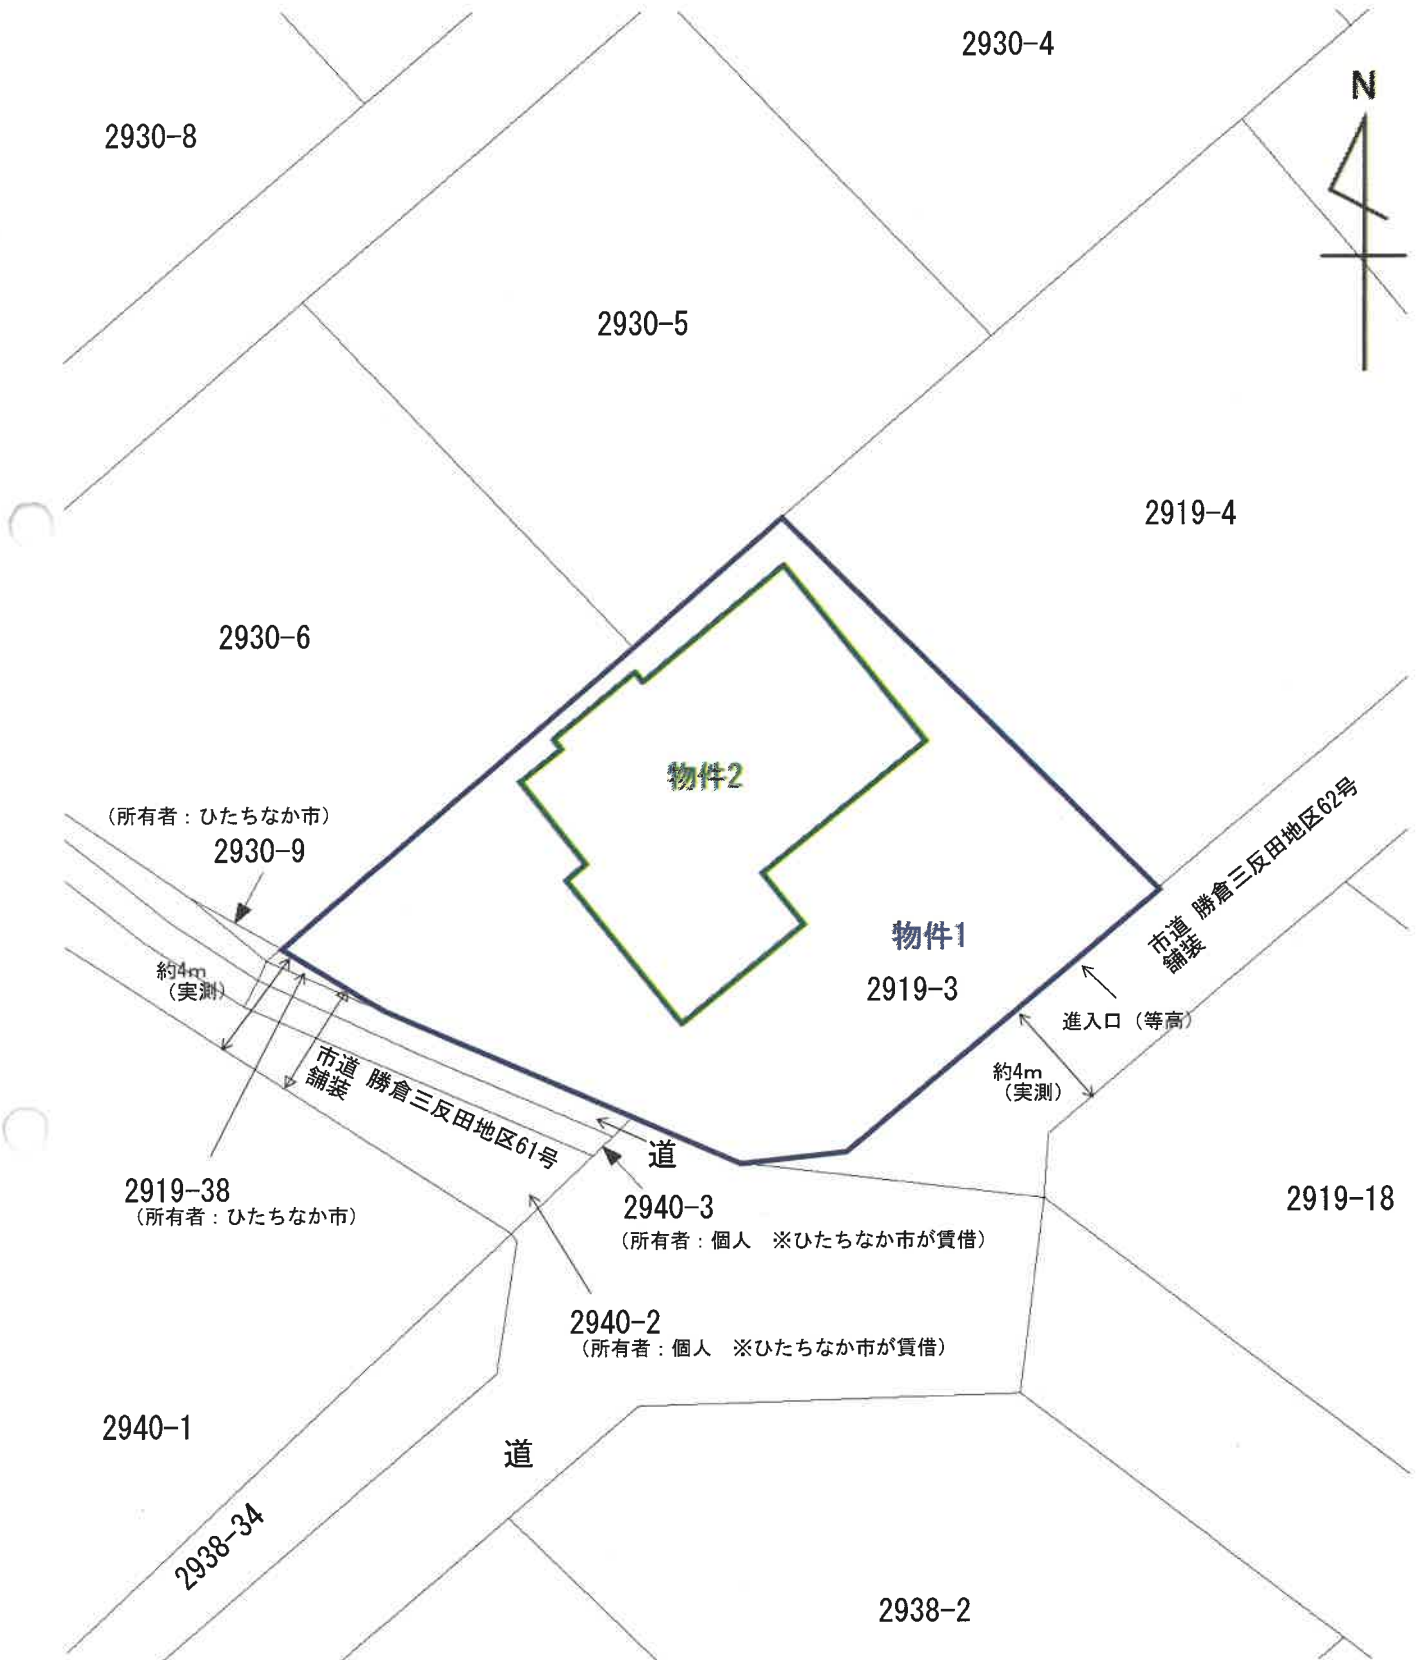 2930-4
N
2930-8
2930-5
2919-4
2930-6
物件2
（所有者：ひたちなか市）
2930-9
市道 勝倉三反田地区62号
舗装
物件1
2919-3
約4m
（実測）
進入口（等高）
約4m
（実測）
市道 勝倉三反田地区61号
舗装
道
2919-38
（所有者：ひたちなか市）
2940-3
（所有者：個人 ※ひたちなか市が賃借）
2919-18
2940-2
（所有者：個人 ※ひたちなか市が賃借）
2940-1
道
2938-34
2938-2